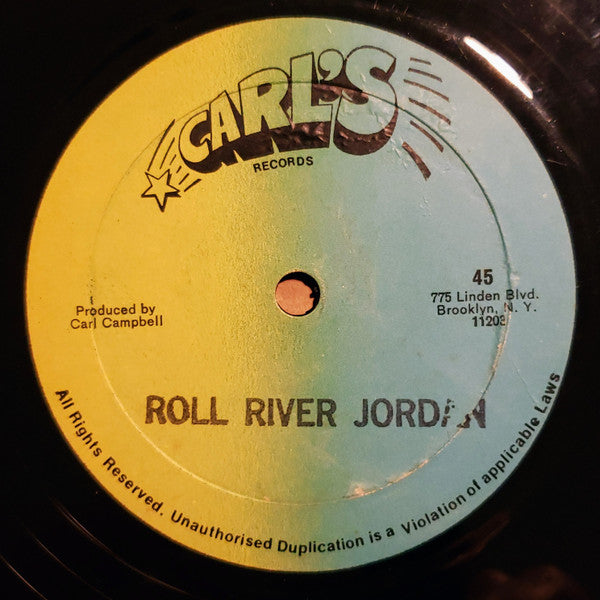 CARL'S
RECORDS
45
775 Linden Blvd.
Brooklyn, N. Y.
11203
Produced by
Carl Campbell
ROLL RIVER JORDAN
All Rights Reserved. Unauthorised Duplication is a Violation of applicable Laws